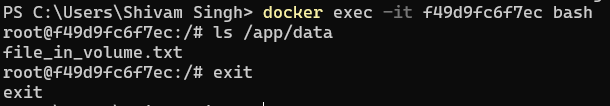 PS C:\Users\Shivam Singh> docker exec -it f49d9fc6f7ec bash
root@f49d9fc6f7ec:/# ls /app/data
file_in_volume.txt
root@f49d9fc6f7ec:/# exit
exit